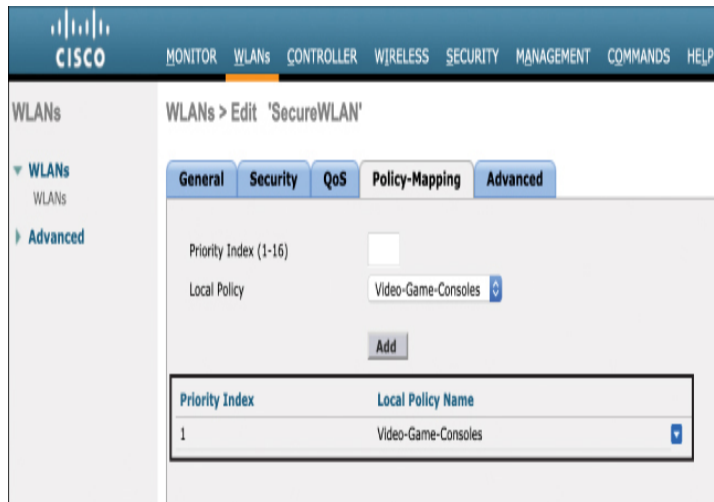 CISCO
MONITOR WLANs CONTROLLER WIRELESS SECURITY MANAGEMENT COMMANDS HELP
WLANs
WLANs > Edit 'SecureWLAN'
WLANs
WLANs
Advanced
General Security QoS Policy-Mapping Advanced
Priority Index (1-16)
Local Policy Video-Game-Consoles
Add
Priority Index Local Policy Name
1 Video-Game-Consoles